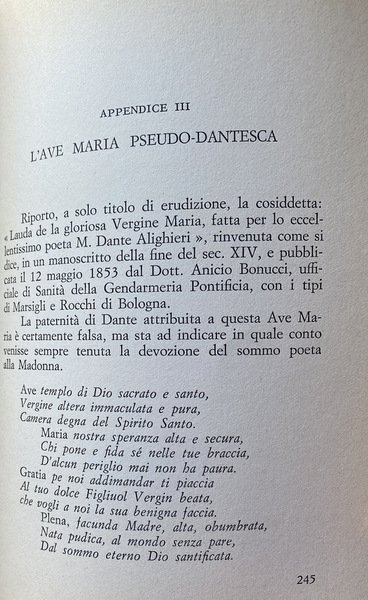 APPENDICE III
L'AVE MARIA PSEUDO-DANTESCA
Riporto, a solo titolo di erudizione, la cosiddetta:
« Lauda de la gloriosa Vergine Maria, fatta per lo eccel-
lentissimo poeta M. Dante Alighieri », rinvenuta come si
dice, in un manoscritto della fine del sec. XIV, e pubbli-
cata il 12 maggio 1853 dal Dott. Anicio Bonucci, uffi-
ciale di Sanità della Gendarmeria Pontificia, con i tipi
di Marsigli e Rocchi di Bologna.
La paternità di Dante attribuita a questa Ave Ma-
ria è certamente falsa, ma sta ad indicare in quale conto
venisse sempre tenuta la devozione del sommo poeta
alla Madonna.
Ave templo di Dio sacrato e santo,
Vergine altera immaculata e pura,
Camera degna del Spirito Santo.
Maria nostra speranza alta e secura,
Chi pone e fida sé nelle tue braccia,
D'alcun periglio mai non ha paura.
Gratia pe noi addimandar ti piaccia
Al tuo dolce Figliuol Vergin beata,
che vogli a noi la sua benigna faccia.
Plena, facunda Madre, alta, obumbrata,
Nata pudica, al mondo senza pare,
Dal sommo eterno Dio santificata.
245